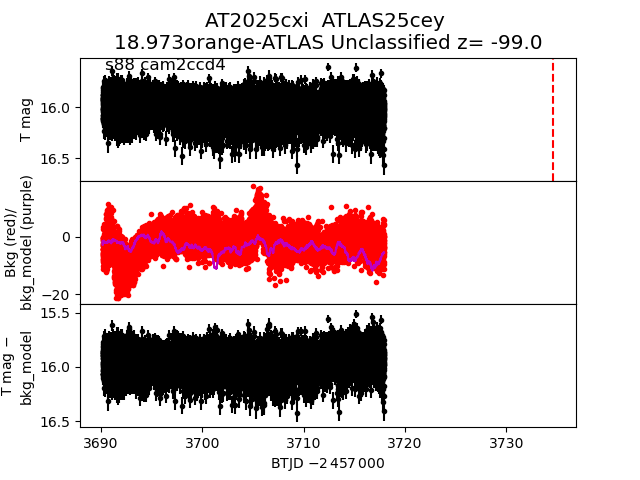 AT2025cxi ATLAS25cey
18.973orange-ATLAS Unclassified z= -99.0
s88 cam2ccd4
T mag
16.0
16.5
Bkg (red)/
bkg_model (purple)
0
−20
T mag −
bkg_model
15.5
16.0
16.5
3690 3700 3710 3720 3730
BTJD −2 457 000